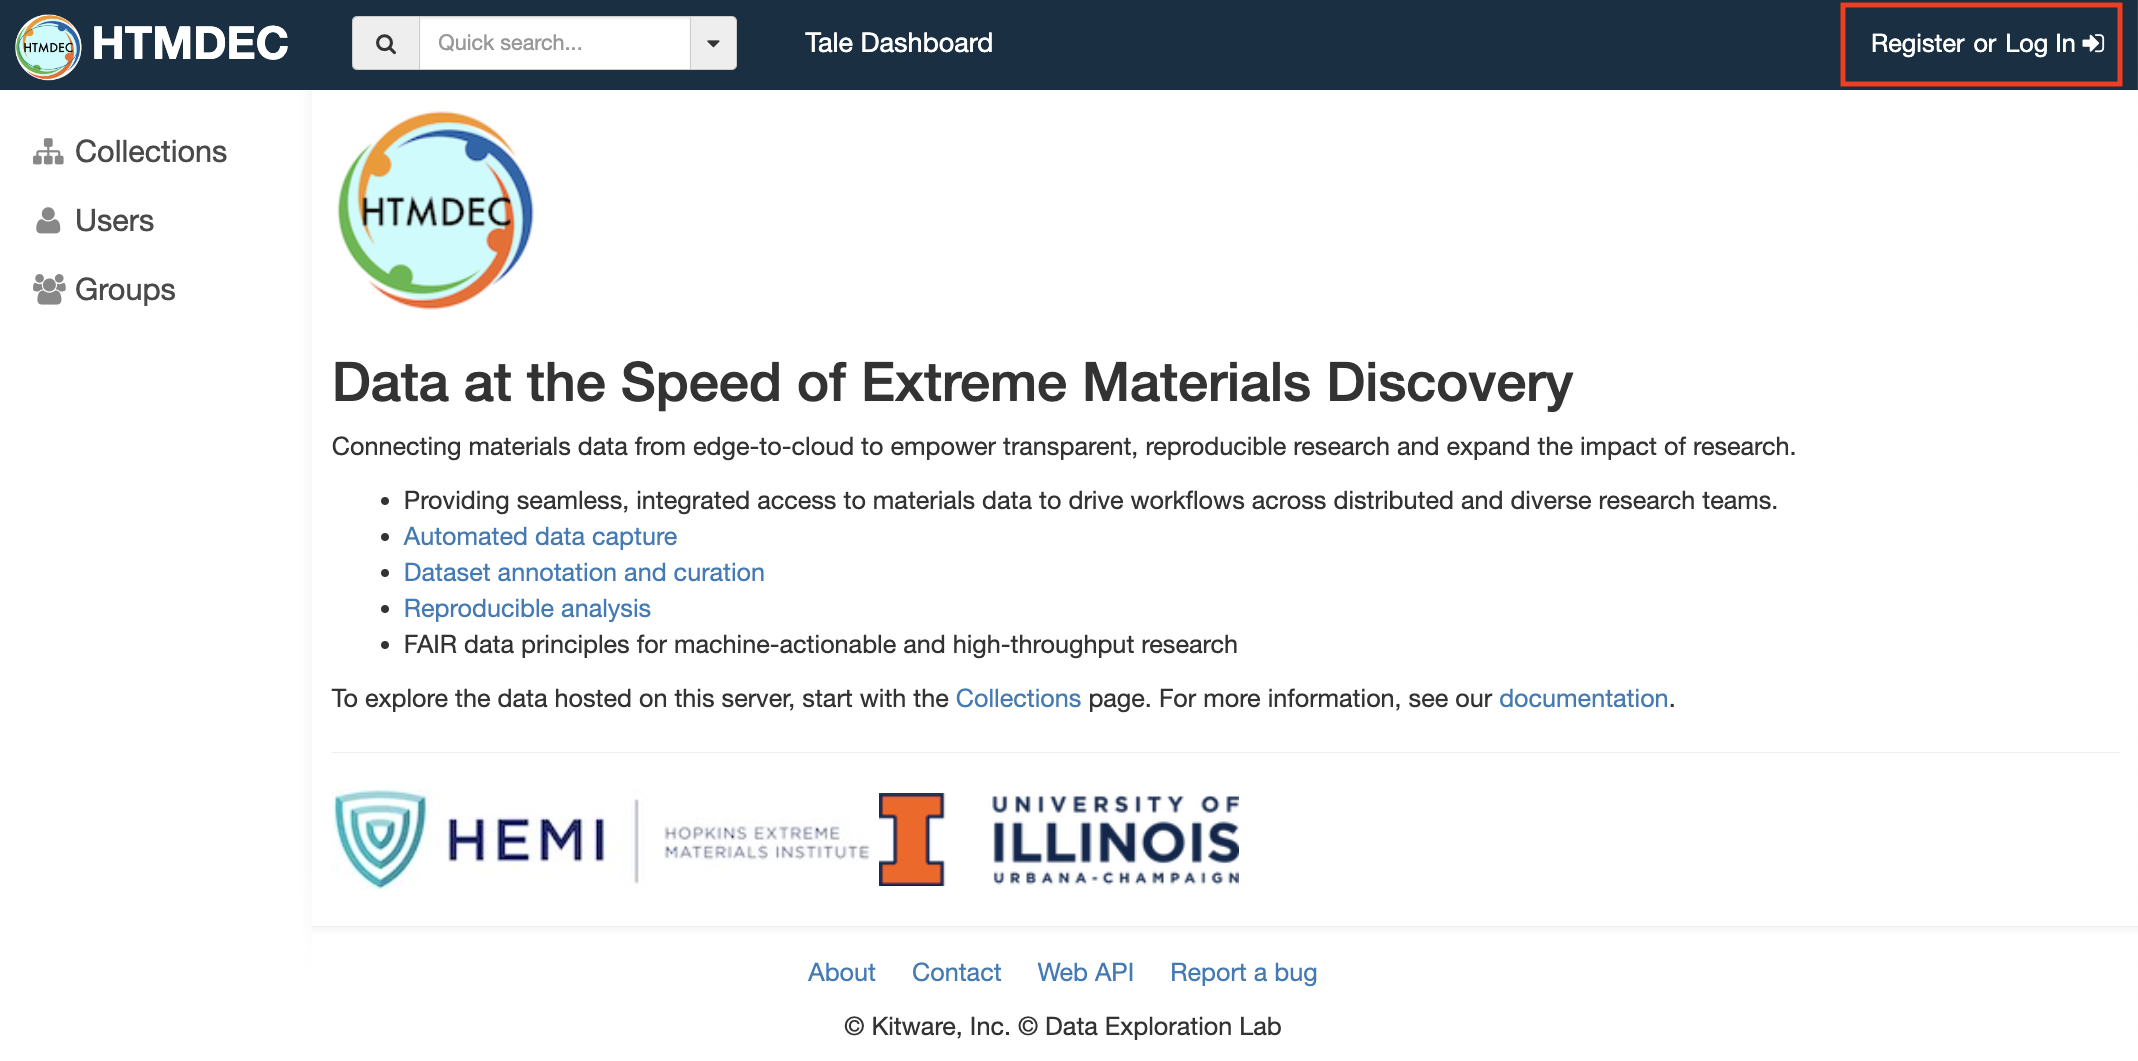 HTMDEC
HTMDEC
Quick search...
Tale Dashboard
Register or Log In
Collections
Users
Groups
HTMDEC
Data at the Speed of Extreme Materials Discovery
Connecting materials data from edge-to-cloud to empower transparent, reproducible research and expand the impact of research.
Providing seamless, integrated access to materials data to drive workflows across distributed and diverse research teams.
Automated data capture
Dataset annotation and curation
Reproducible analysis
FAIR data principles for machine-actionable and high-throughput research
To explore the data hosted on this server, start with the Collections page. For more information, see our documentation.
HEMI
HOPKINS EXTREME
MATERIALS INSTITUTE
UNIVERSITY OF
ILLINOIS
URBANA-CHAMPAIGN
About Contact Web API Report a bug
© Kitware, Inc. © Data Exploration Lab